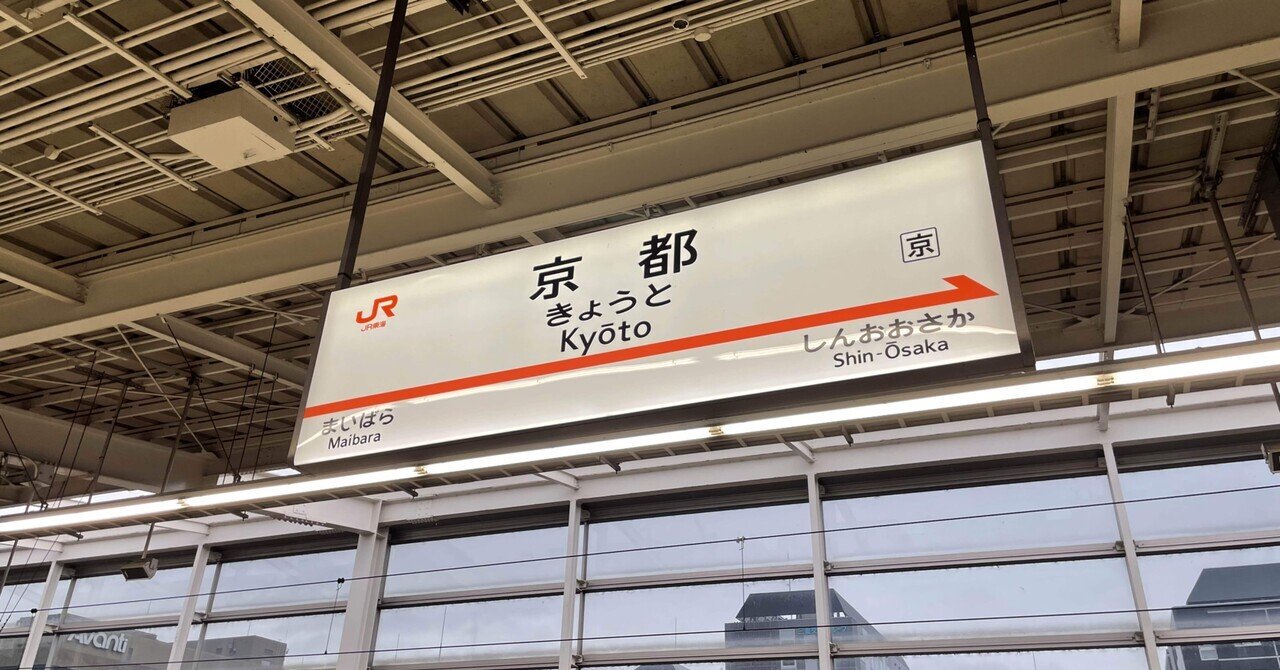 JR
JR東海
京都
きょうと
Kyōto
京
まいばら
Maibara
しんおおさか
Shin-Ōsaka
Avanti